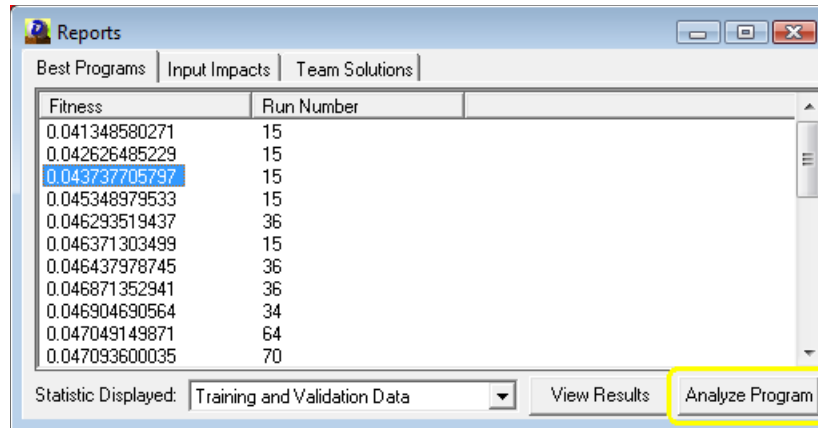 Reports
Best Programs Input Impacts Team Solutions
Fitness Run Number
0.041348580271 15
0.042626485229 15
0.043737705797 15
0.045348979533 15
0.046293519437 36
0.046371303499 15
0.046437978745 36
0.046871352941 36
0.046904690564 34
0.047049149871 64
0.047093600035 70
Statistic Displayed: Training and Validation Data View Results Analyze Program